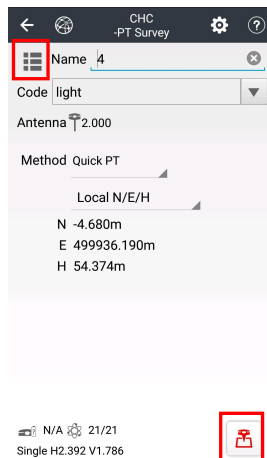 CHC
-PT Survey
?
Name 4
Code light
Antenna 2.000
Method Quick PT
Local N/E/H
N -4.680m
E 499936.190m
H 54.374m
N/A 21/21
Single H2.392 V1.786